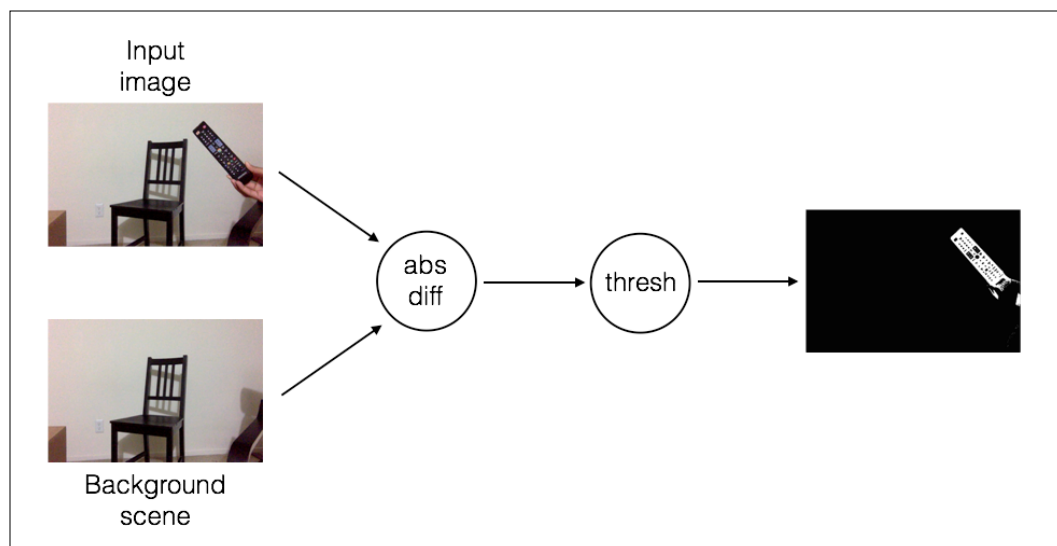 Input
image
abs
diff
thresh
Background
scene